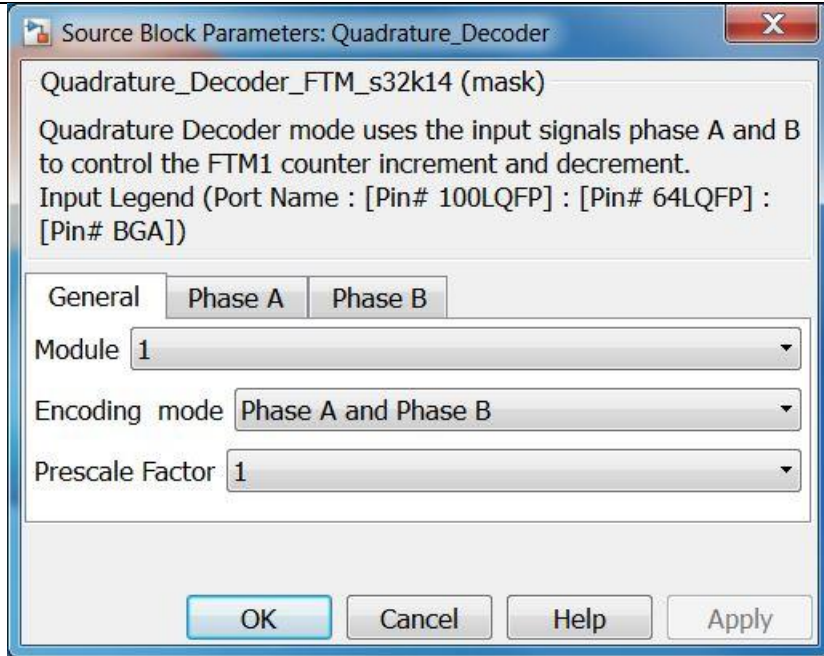 Source Block Parameters: Quadrature_Decoder
Quadrature_Decoder_FTM_s32k14 (mask)
Quadrature Decoder mode uses the input signals phase A and B
to control the FTM1 counter increment and decrement.
Input Legend (Port Name : [Pin# 100LQFP] : [Pin# 64LQFP] :
[Pin# BGA])
General Phase A Phase B
Module 1
Encoding mode Phase A and Phase B
Prescale Factor 1
OK Cancel Help Apply